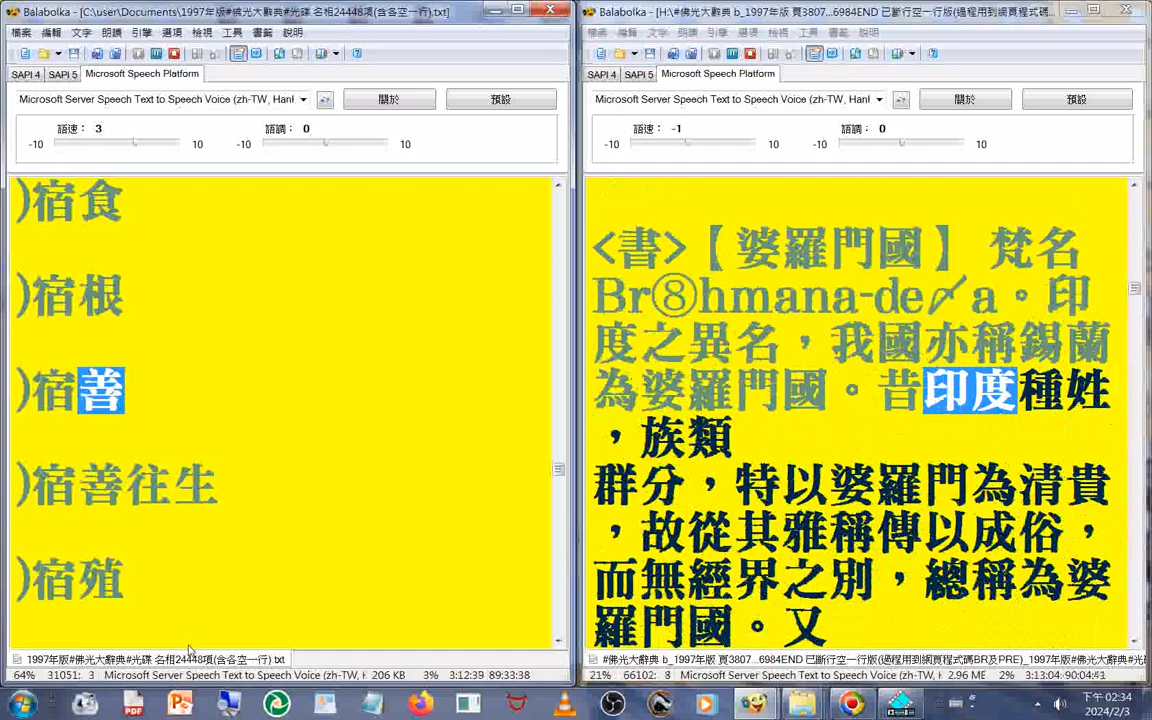 Balabolka - [C:\user\Documents\1997年版#佛光大辭典#光碟 名相24448項(含各空一行).txt]
檔案 編輯 文字 朗讀 引擎 選項 檢視 工具 書籤 說明
SAPI 4 SAPI 5 Microsoft Speech Platform
Microsoft Server Speech Text to Speech Voice (zh-TW, Han
關於 預設
語速： 3 語調： 0
-10 10 -10 10
)宿食
)宿根
)宿善
)宿善往生
)宿殖
1997年版#佛光大辭典#光碟 名相24448項(含各空一行).txt
64% 51051: 3 Microsoft Server Speech Text to Speech Voice (zh-TW, H 206 KB 3% 3:12:39 89:33:38
Balabolka - [H:\#佛光大辭典 b_1997年版 頁3807...6984END 已斷行空一行版(過程用到網頁程式碼...
檔案 編輯 文字 朗讀 引擎 選項 檢視 工具 書籤 說明
SAPI 4 SAPI 5 Microsoft Speech Platform
Microsoft Server Speech Text to Speech Voice (zh-TW, Han
關於 預設
語速： -1 語調： 0
-10 10 -10 10
<書>【婆羅門國】 梵名
Br⑧hmana-de〆a。印
度之異名，我國亦稱錫蘭
為婆羅門國。昔印度種姓
，族類
群分，特以婆羅門為清貴
，故從其雅稱傳以成俗，
而無經界之別，總稱為婆
羅門國。又
#佛光大辭典 b_1997年版 頁3807...6984END 已斷行空一行版(過程用到網頁程式碼BR及PRE)_1997年版#佛光大辭典#光
21% 66102: 3 Microsoft Server Speech Text to Speech Voice (zh-TW, H 2.96 ME 2% 3:13:04 90:04:41
下午 02:34
2024/2/3